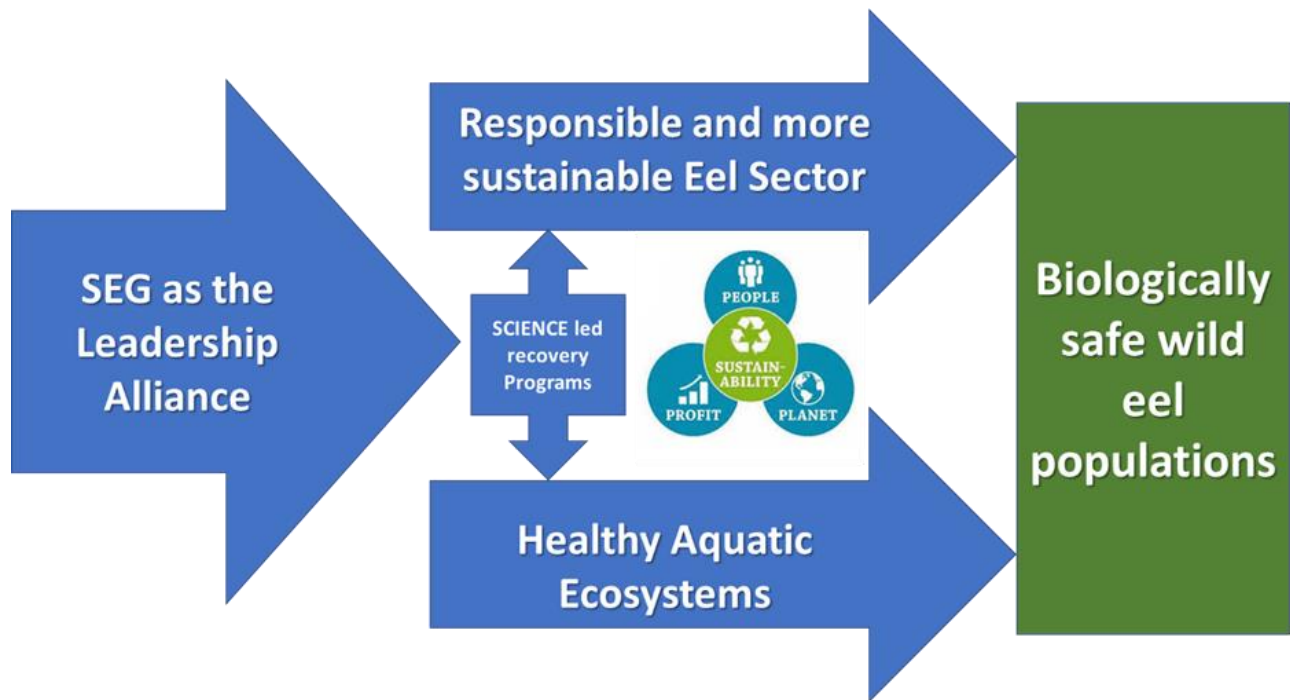 SEG as the
Leadership
Alliance
Responsible and more
sustainable Eel Sector
SCIENCE led
recovery
Programs
PEOPLE
SUSTAIN-
ABILITY
PROFIT
PLANET
Healthy Aquatic
Ecosystems
Biologically
safe wild
eel
populations